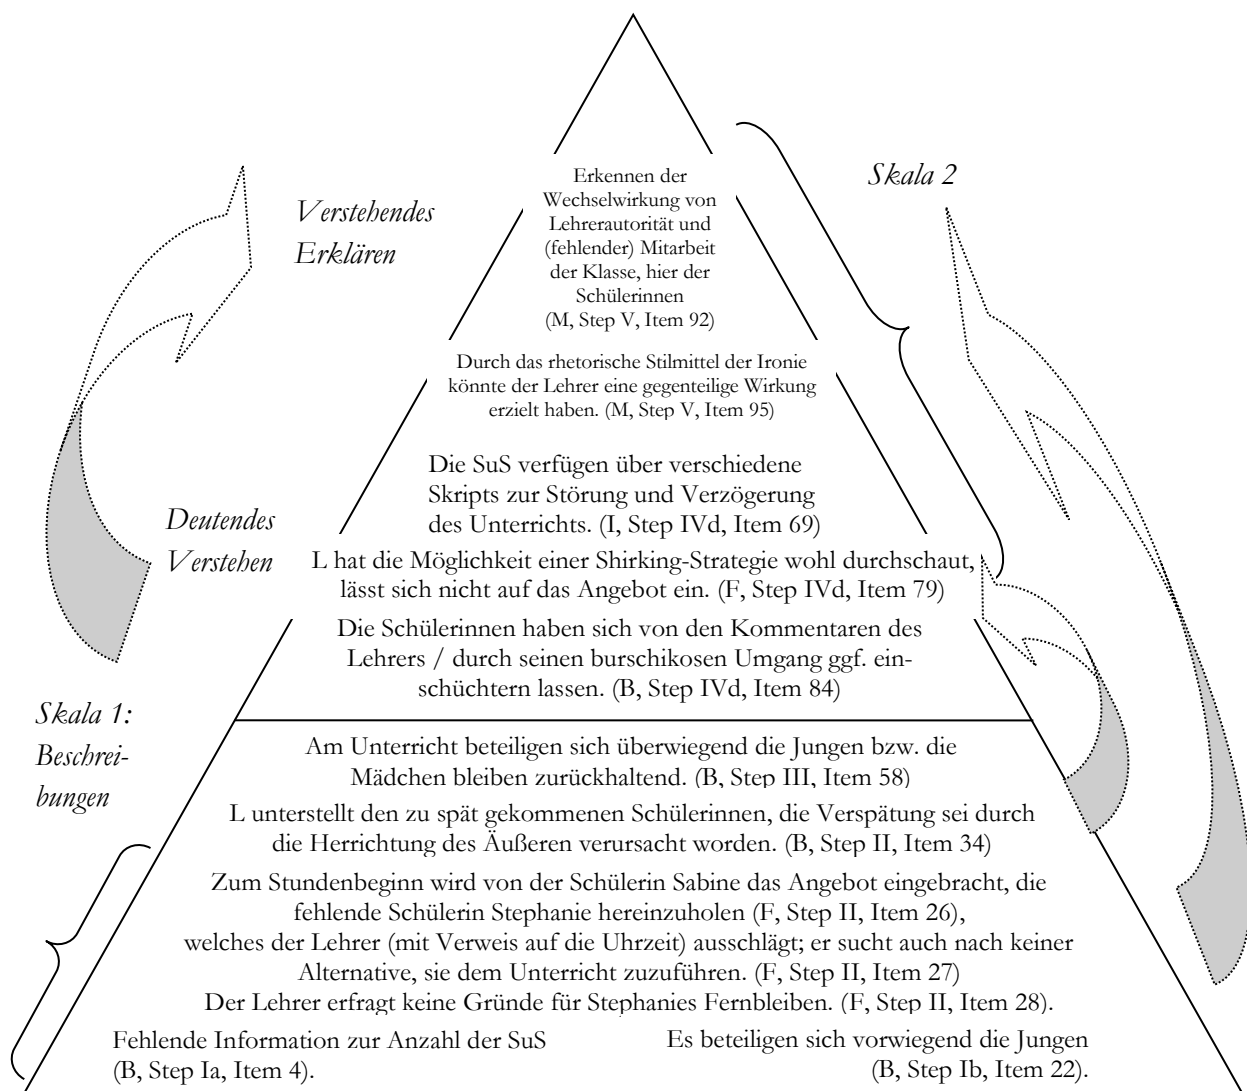 Erkennen der
Wechselwirkung von
Lehrerautorität und
(fehlender) Mitarbeit
der Klasse, hier der
Schülerinnen
(M, Step V, Item 92)
Skala 2
Verstehendes
Erklären
Durch das rhetorische Stilmittel der Ironie
könnte der Lehrer eine gegenteilige Wirkung
erzielt haben. (M, Step V, Item 95)
Die SuS verfügen über verschiedene
Skripts zur Störung und Verzögerung
des Unterrichts. (I, Step IVd, Item 69)
Deutendes
Verstehen
L hat die Möglichkeit einer Shirking-Strategie wohl durchschaut,
lässt sich nicht auf das Angebot ein. (F, Step IVd, Item 79)
Die Schülerinnen haben sich von den Kommentaren des
Lehrers / durch seinen burschikosen Umgang ggf. ein-
schüchtern lassen. (B, Step IVd, Item 84)
Skala 1:
Beschrei-
bungen
Am Unterricht beteiligen sich überwiegend die Jungen bzw. die
Mädchen bleiben zurückhaltend. (B, Step III, Item 58)
L unterstellt den zu spät gekommenen Schülerinnen, die Verspätung sei durch
die Herrichtung des Äußeren verursacht worden. (B, Step II, Item 34)
Zum Stundenbeginn wird von der Schülerin Sabine das Angebot eingebracht, die
fehlende Schülerin Stephanie hereinzuholen (F, Step II, Item 26),
welches der Lehrer (mit Verweis auf die Uhrzeit) ausschlägt; er sucht auch nach keiner
Alternative, sie dem Unterricht zuzuführen. (F, Step II, Item 27)
Der Lehrer erfragt keine Gründe für Stephanies Fernbleiben. (F, Step II, Item 28).
Fehlende Information zur Anzahl der SuS
(B, Step Ia, Item 4).
Es beteiligen sich vorwiegend die Jungen
(B, Step Ib, Item 22).